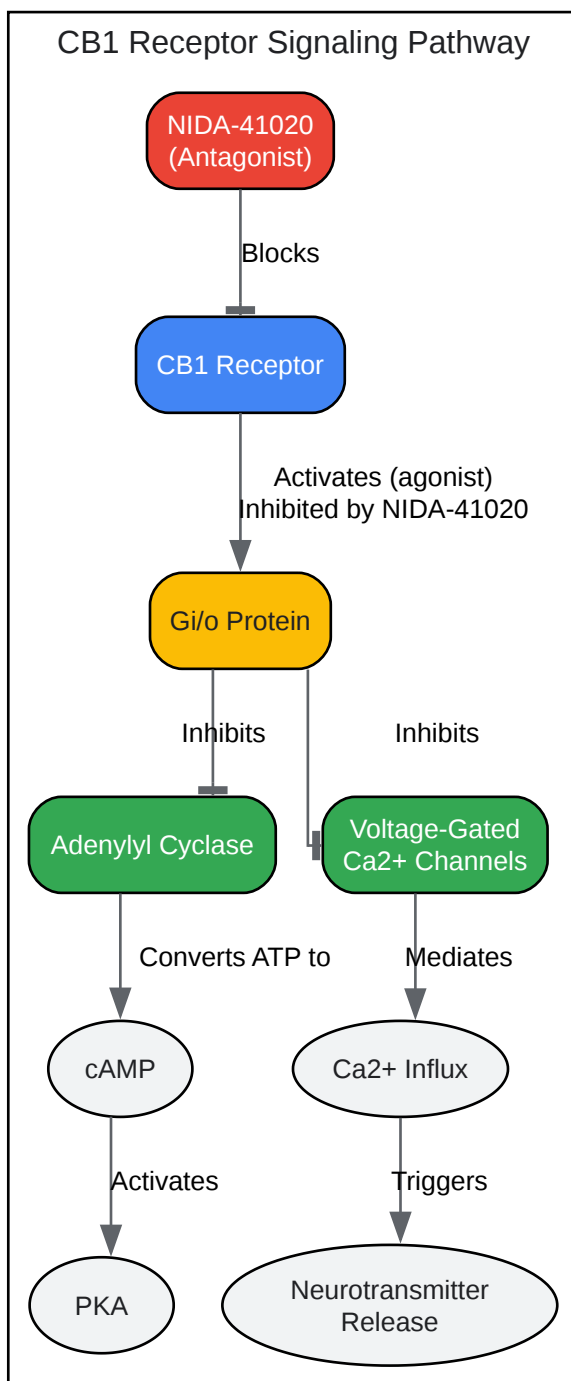 CB1 Receptor Signaling Pathway
NIDA-41020
(Antagonist)
Blocks
CB1 Receptor
Activates (agonist)
Inhibited by NIDA-41020
Gi/o Protein
Inhibits
Inhibits
Adenylyl Cyclase
Voltage-Gated
Ca2+ Channels
Converts ATP to
Mediates
cAMP
Ca2+ Influx
Activates
Triggers
PKA
Neurotransmitter
Release